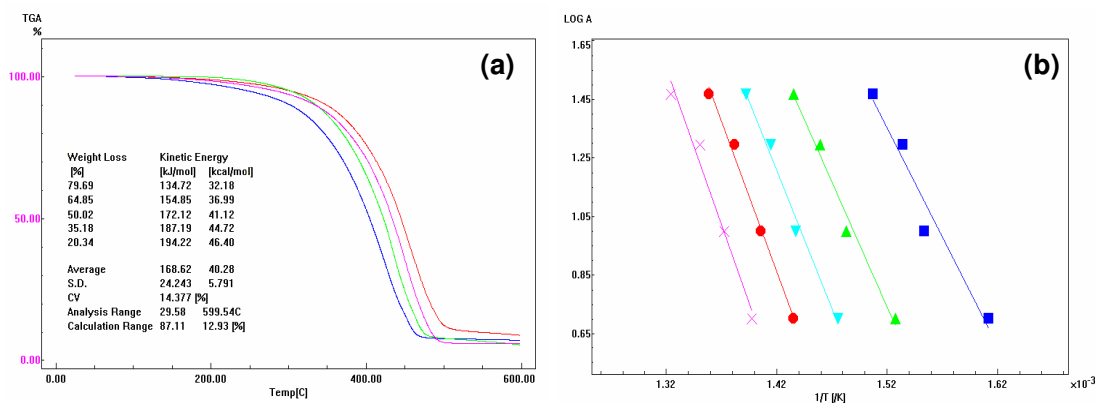 TGA
%
(a)
100.00
50.00
0.00
Weight Loss Kinetic Energy
[%] [kJ/mol] [kcal/mol]
79.69 134.72 32.18
64.85 154.85 36.99
50.02 172.12 41.12
35.18 187.19 44.72
20.34 194.22 46.40
Average 168.62 40.28
S.D. 24.243 5.791
CV 14.377 [%]
Analysis Range 29.58 599.54C
Calculation Range 87.11 12.93 [%]
0.00 200.00 400.00 600.00
Temp[C]
LOG A
(b)
1.65
1.45
1.25
1.05
0.85
0.65
1.32 1.42 1.52 1.62 ×10⁻³
1/T [/K]